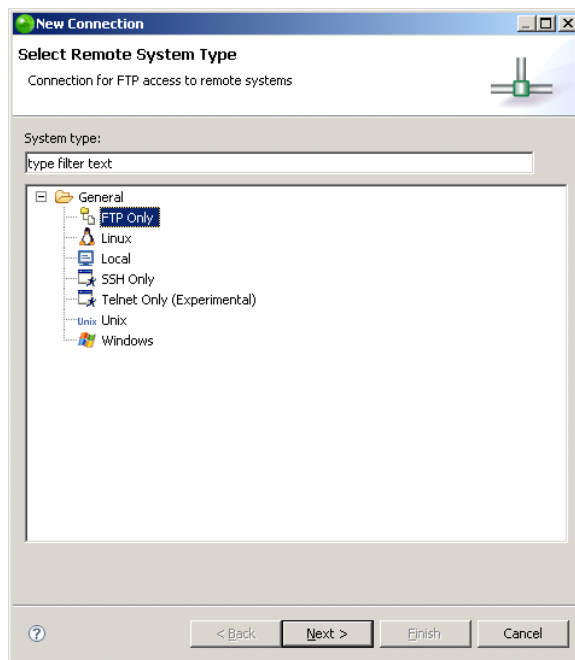 New Connection
Select Remote System Type
Connection for FTP access to remote systems
System type:
type filter text
General
FTP Only
Linux
Local
SSH Only
Telnet Only (Experimental)
Unix Unix
Windows
? < Back Next > Finish Cancel